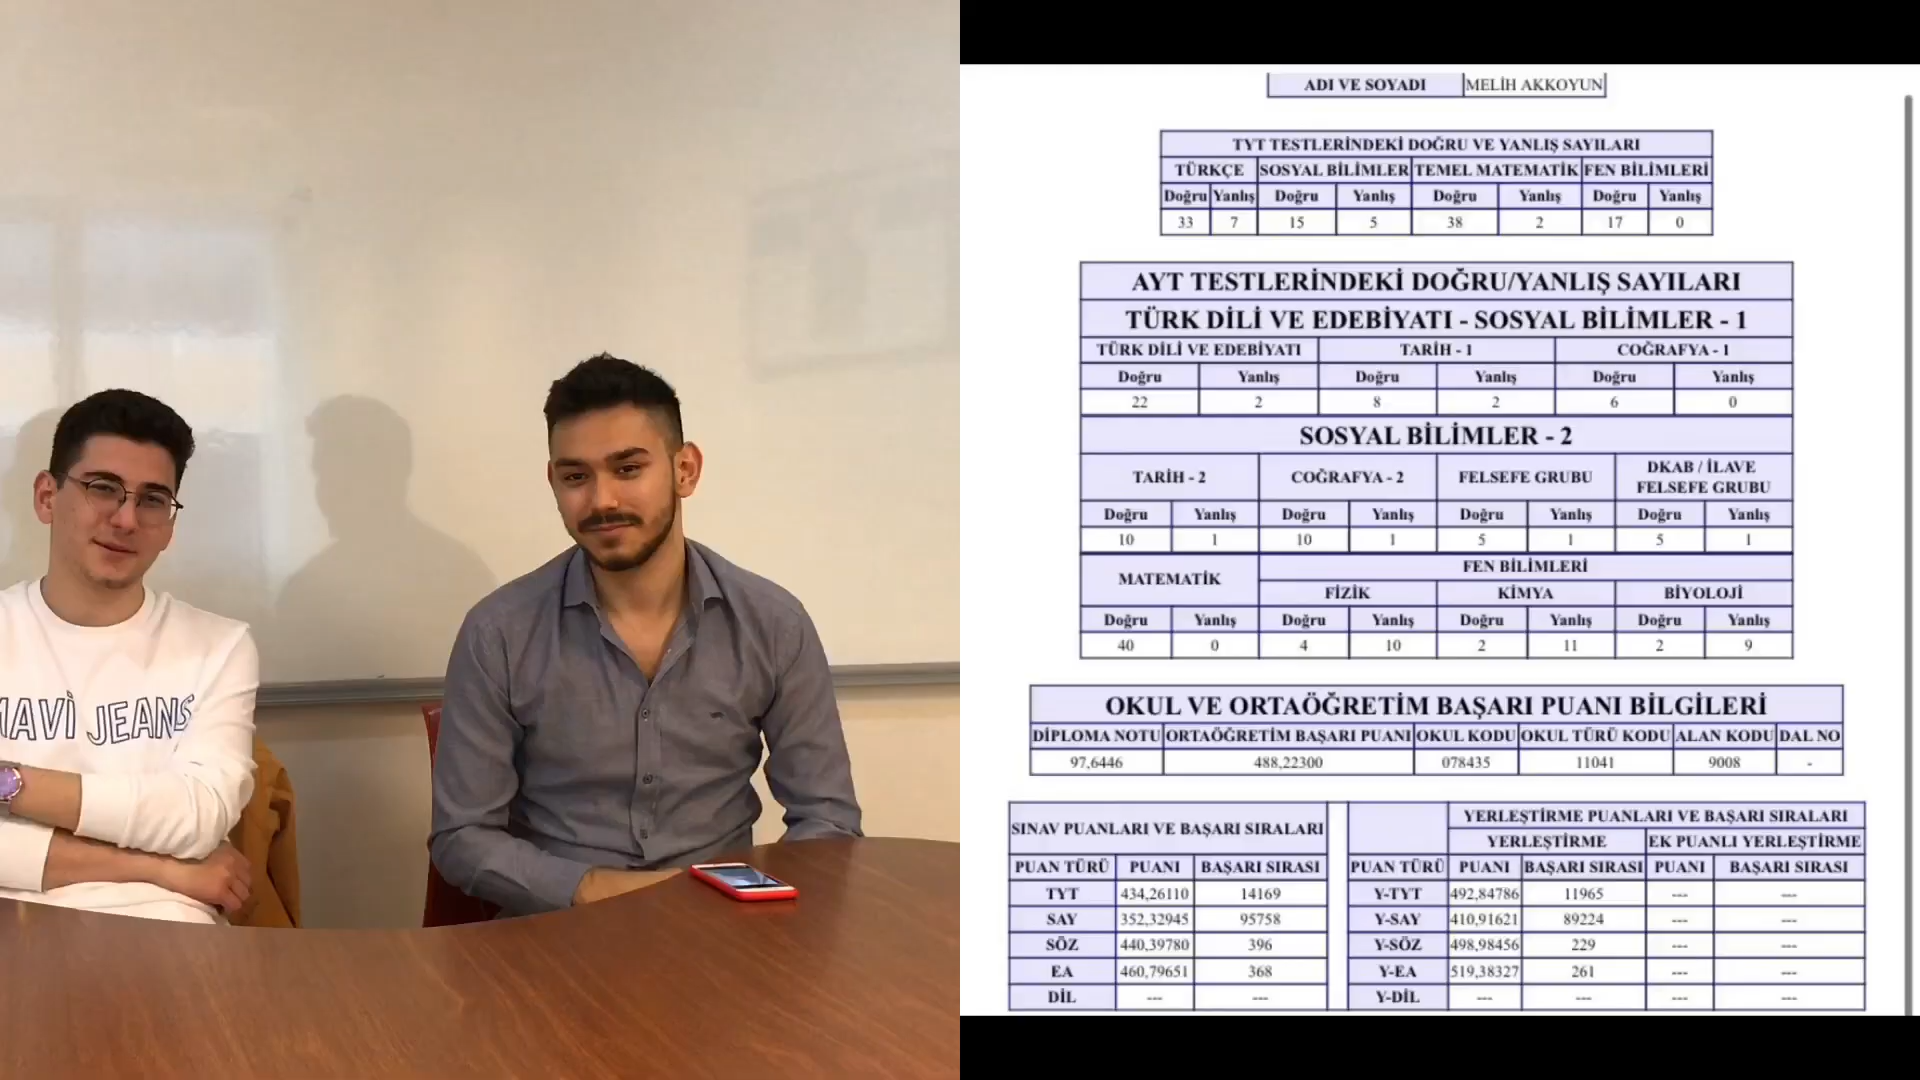 MAVİ JEANS
ADI VE SOYADI MELİH AKKOYUN
TYT TESTLERİNDEKİ DOĞRU VE YANLIŞ SAYILARI
TÜRKÇE SOSYAL BİLİMLER TEMEL MATEMATİK FEN BİLİMLERİ
Doğru Yanlış Doğru Yanlış Doğru Yanlış Doğru Yanlış
33 7 15 5 38 2 17 0
AYT TESTLERİNDEKİ DOĞRU/YANLIŞ SAYILARI
TÜRK DİLİ VE EDEBİYATI - SOSYAL BİLİMLER - 1
TÜRK DİLİ VE EDEBİYATI TARİH - 1 COĞRAFYA - 1
Doğru Yanlış Doğru Yanlış Doğru Yanlış
22 2 8 2 6 0
SOSYAL BİLİMLER - 2
TARİH - 2 COĞRAFYA - 2 FELSEFE GRUBU DKAB / İLAVE
FELSEFE GRUBU
Doğru Yanlış Doğru Yanlış Doğru Yanlış Doğru Yanlış
10 1 10 1 5 1 5 1
MATEMATİK FEN BİLİMLERİ
FİZİK KİMYA BİYOLOJİ
Doğru Yanlış Doğru Yanlış Doğru Yanlış Doğru Yanlış
40 0 4 10 2 11 2 9
OKUL VE ORTAÖĞRETİM BAŞARI PUANI BİLGİLERİ
DİPLOMA NOTU ORTAÖĞRETİM BAŞARI PUANI OKUL KODU OKUL TÜRÜ KODU ALAN KODU DAL NO
97,6446 488,22300 078435 11041 9008 -
SINAV PUANLARI VE BAŞARI SIRALARI
PUAN TÜRÜ PUANI BAŞARI SIRASI
TYT 434,26110 14169
SAY 352,32945 95758
SÖZ 440,39780 396
EA 460,79651 368
DİL --- ---
YERLEŞTİRME PUANLARI VE BAŞARI SIRALARI
YERLEŞTİRME EK PUANLI YERLEŞTİRME
PUAN TÜRÜ PUANI BAŞARI SIRASI PUANI BAŞARI SIRASI
Y-TYT 492,84786 11965 --- ---
Y-SAY 410,91621 89224 --- ---
Y-SÖZ 498,98456 229 --- ---
Y-EA 519,38327 261 --- ---
Y-DİL --- --- --- ---